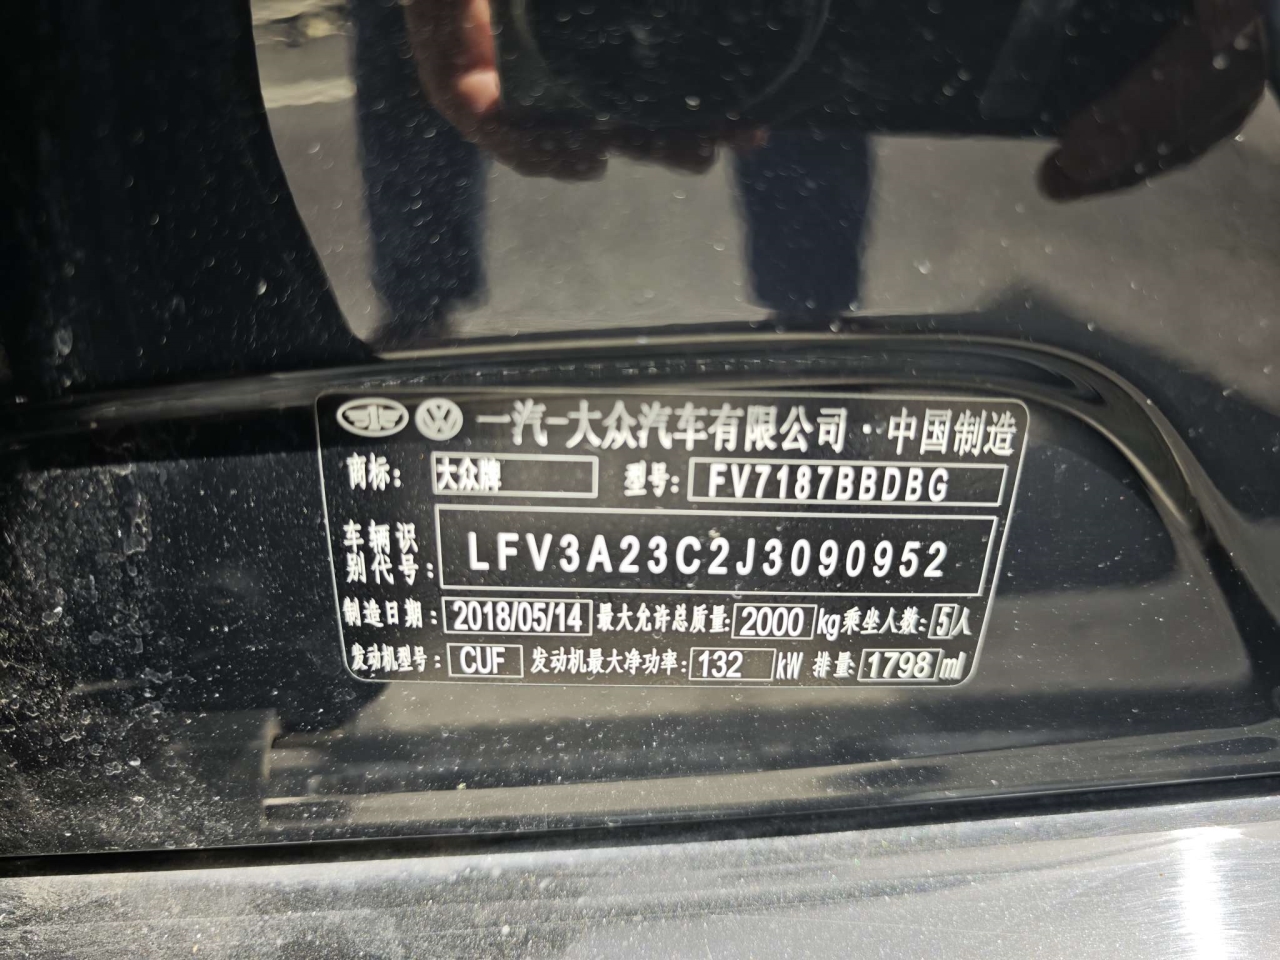 一汽-大众汽车有限公司·中国制造
商标: 大众牌 型号: FV7187BBDBG
车辆识别代号: LFV3A23C2J3090952
制造日期: 2018/05/14 最大允许总质量: 2000 kg 乘坐人数: 5 人
发动机型号: CUF 发动机最大净功率: 132 kW 排量: 1798 ml